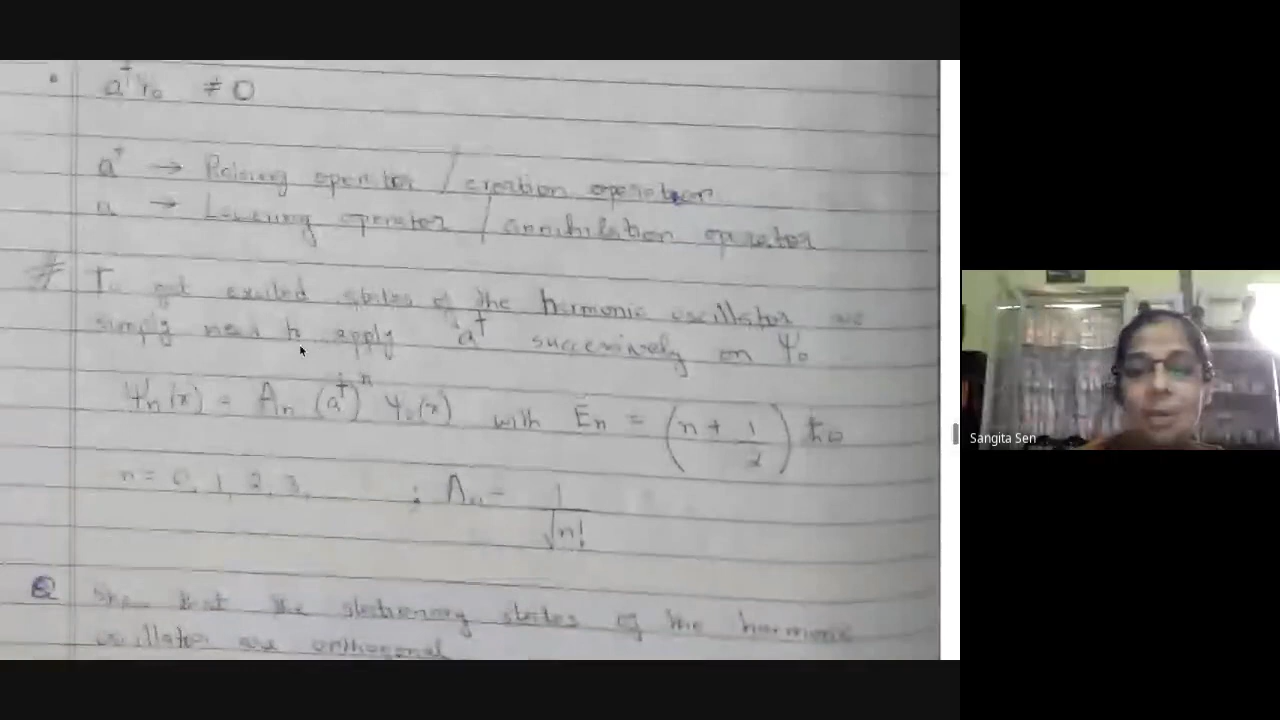 • a†ψ₀ ≠ 0
a† → Raising operator / creation operator
a → Lowering operator / annihilation operator
# To get excited states of the harmonic oscillator we
simply need to apply 'a†' successively on ψ₀
ψₙ(x) = Aₙ (a†)ⁿ ψ₀(x) with Eₙ = (n + 1/2) ħω
n = 0, 1, 2, 3, ; Aₙ = 1/√n!
Q Show that the stationary states of the harmonic
oscillator are orthogonal
Sangita Sen